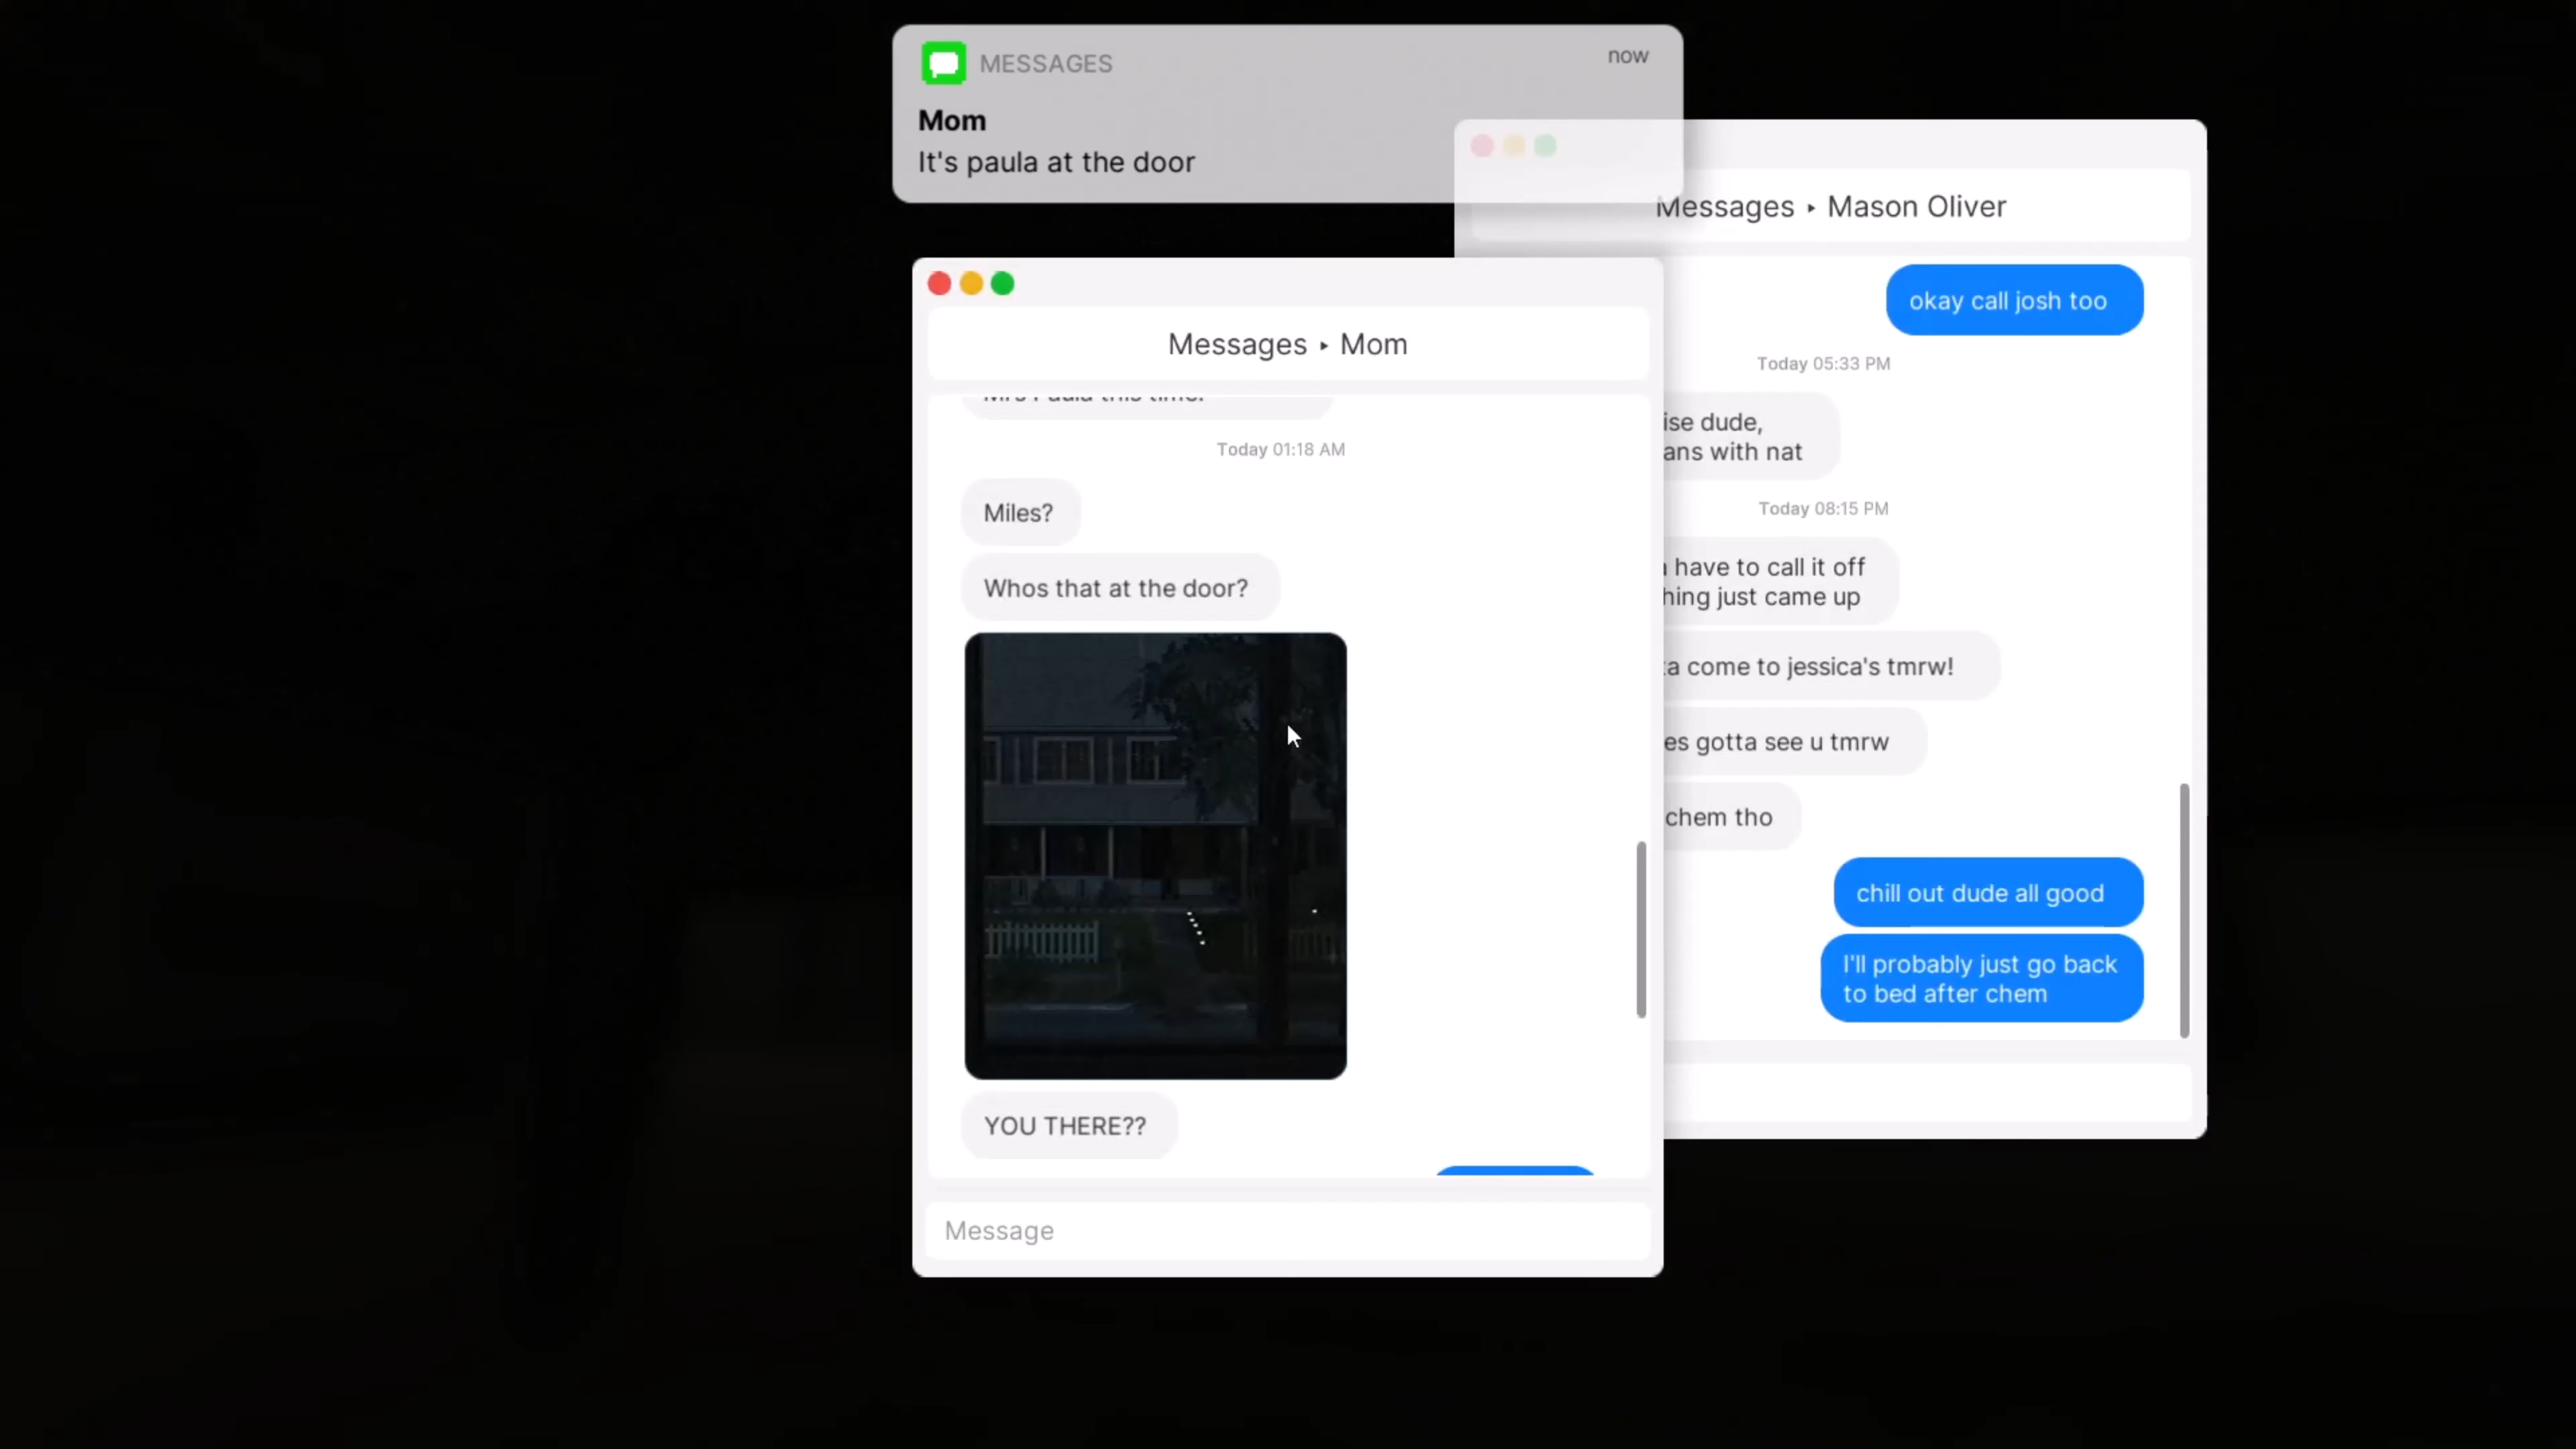 MESSAGES
now
Mom
It's paula at the door
Messages ▸ Mason Oliver
okay call josh too
Today 05:33 PM
ise dude,
ans with nat
Today 08:15 PM
have to call it off
hing just came up
a come to jessica's tmrw!
es gotta see u tmrw
chem tho
chill out dude all good
I'll probably just go back
to bed after chem
Messages ▸ Mom
Mrs Paula this time.
Today 01:18 AM
Miles?
Whos that at the door?
YOU THERE??
Message